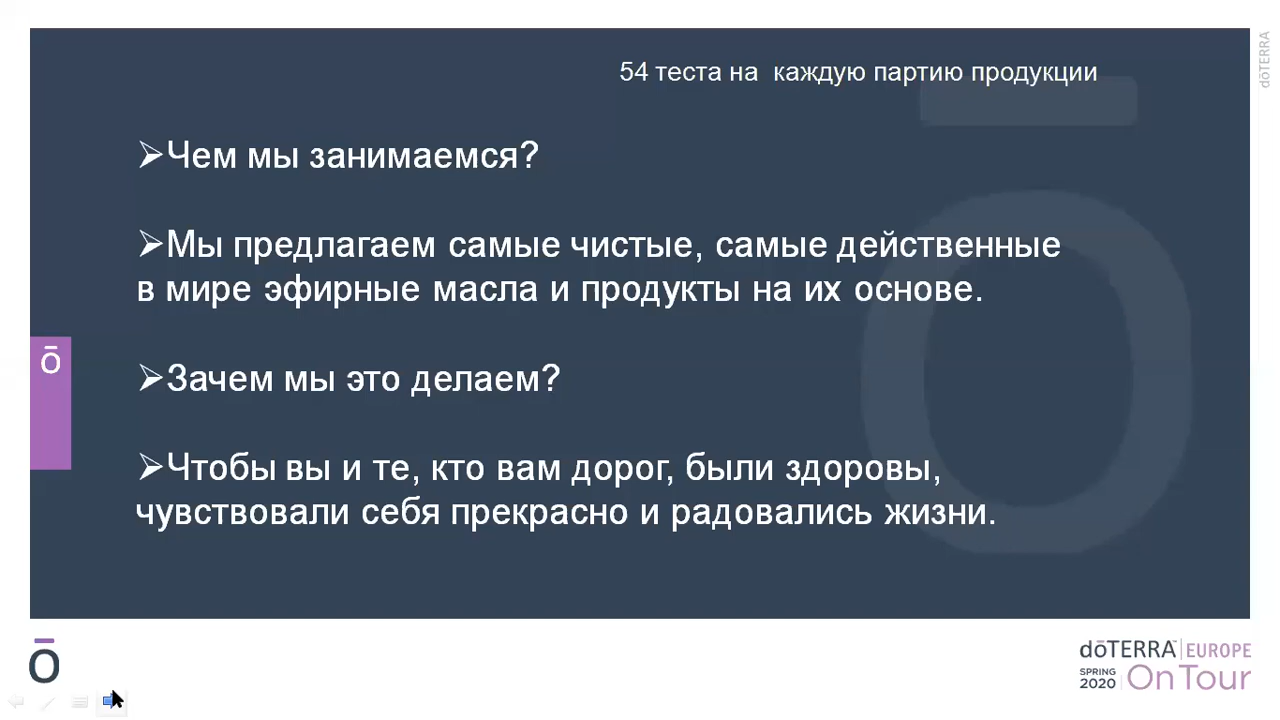 54 теста на  каждую партию продукции
dōTERRA
➢Чем мы занимаемся?
➢Мы предлагаем самые чистые, самые действенные
в мире эфирные масла и продукты на их основе.
ō
➢Зачем мы это делаем?
➢Чтобы вы и те, кто вам дорог, были здоровы,
чувствовали себя прекрасно и радовались жизни.
ō
dōTERRA™ | EUROPE
SPRING 2020 | On Tour